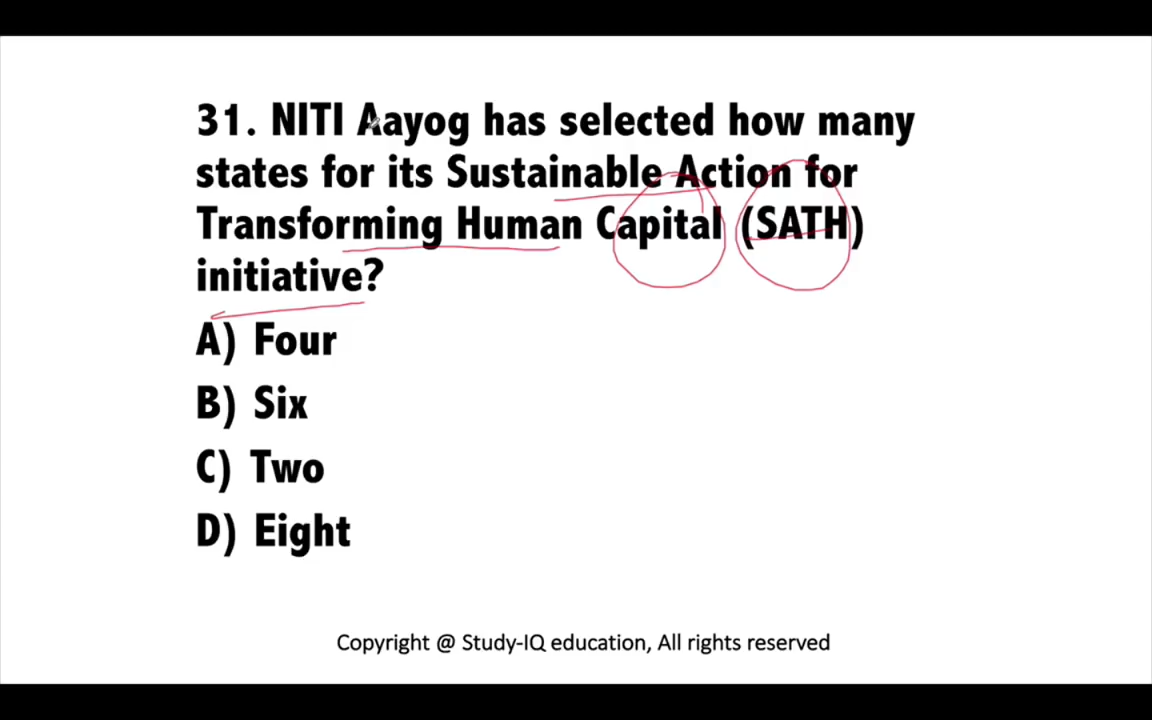 31. NITI Aayog has selected how many
states for its Sustainable Action for
Transforming Human Capital (SATH)
initiative?
A) Four
B) Six
C) Two
D) Eight
Copyright @ Study-IQ education, All rights reserved